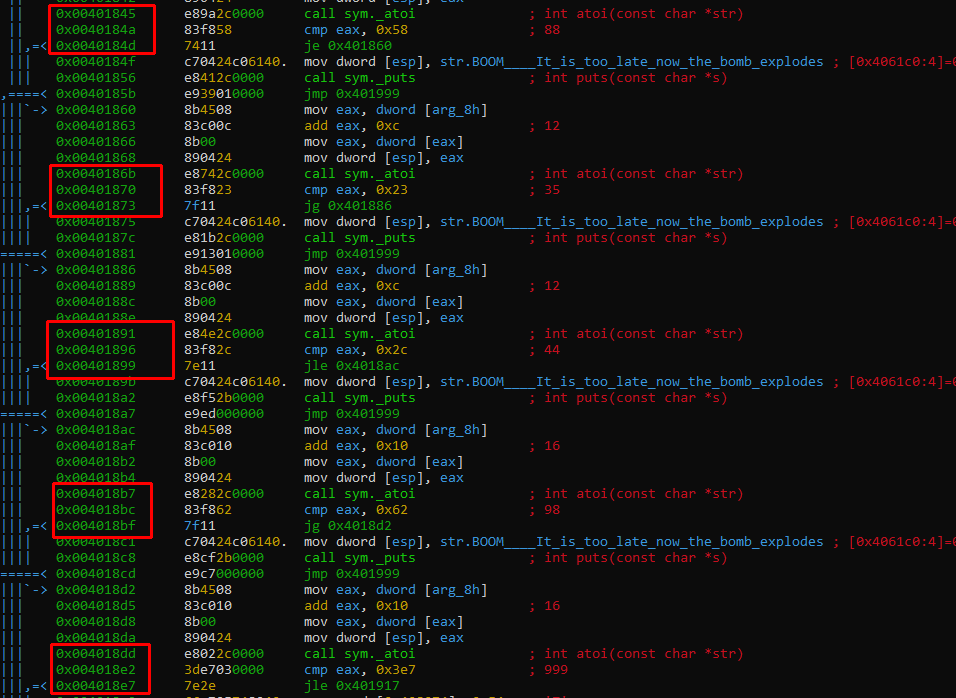 0x00401845 e89a2c0000 call sym._atoi ; int atoi(const char *str)
0x0040184a 83f858 cmp eax, 0x58 ; 88
0x0040184d 7411 je 0x401860
0x0040184f c70424c06140. mov dword [esp], str.BOOM____It_is_too_late_now_the_bomb_explodes ; [0x4061c0:4]=0
0x00401856 e8412c0000 call sym._puts ; int puts(const char *s)
0x0040185b e939010000 jmp 0x401999
0x00401860 8b4508 mov eax, dword [arg_8h]
0x00401863 83c00c add eax, 0xc ; 12
0x00401866 8b00 mov eax, dword [eax]
0x00401868 890424 mov dword [esp], eax
0x0040186b e8742c0000 call sym._atoi ; int atoi(const char *str)
0x00401870 83f823 cmp eax, 0x23 ; 35
0x00401873 7f11 jg 0x401886
0x00401875 c70424c06140. mov dword [esp], str.BOOM____It_is_too_late_now_the_bomb_explodes ; [0x4061c0:4]=0
0x0040187c e81b2c0000 call sym._puts ; int puts(const char *s)
0x00401881 e913010000 jmp 0x401999
0x00401886 8b4508 mov eax, dword [arg_8h]
0x00401889 83c00c add eax, 0xc ; 12
0x0040188c 8b00 mov eax, dword [eax]
0x0040188e 890424 mov dword [esp], eax
0x00401891 e84e2c0000 call sym._atoi ; int atoi(const char *str)
0x00401896 83f82c cmp eax, 0x2c ; 44
0x00401899 7e11 jle 0x4018ac
0x0040189b c70424c06140. mov dword [esp], str.BOOM____It_is_too_late_now_the_bomb_explodes ; [0x4061c0:4]=0
0x004018a2 e8f52b0000 call sym._puts ; int puts(const char *s)
0x004018a7 e9ed000000 jmp 0x401999
0x004018ac 8b4508 mov eax, dword [arg_8h]
0x004018af 83c010 add eax, 0x10 ; 16
0x004018b2 8b00 mov eax, dword [eax]
0x004018b4 890424 mov dword [esp], eax
0x004018b7 e8282c0000 call sym._atoi ; int atoi(const char *str)
0x004018bc 83f862 cmp eax, 0x62 ; 98
0x004018bf 7f11 jg 0x4018d2
0x004018c1 c70424c06140. mov dword [esp], str.BOOM____It_is_too_late_now_the_bomb_explodes ; [0x4061c0:4]=0
0x004018c8 e8cf2b0000 call sym._puts ; int puts(const char *s)
0x004018cd e9c7000000 jmp 0x401999
0x004018d2 8b4508 mov eax, dword [arg_8h]
0x004018d5 83c010 add eax, 0x10 ; 16
0x004018d8 8b00 mov eax, dword [eax]
0x004018da 890424 mov dword [esp], eax
0x004018dd e8022c0000 call sym._atoi ; int atoi(const char *str)
0x004018e2 3de7030000 cmp eax, 0x3e7 ; 999
0x004018e7 7e2e jle 0x401917